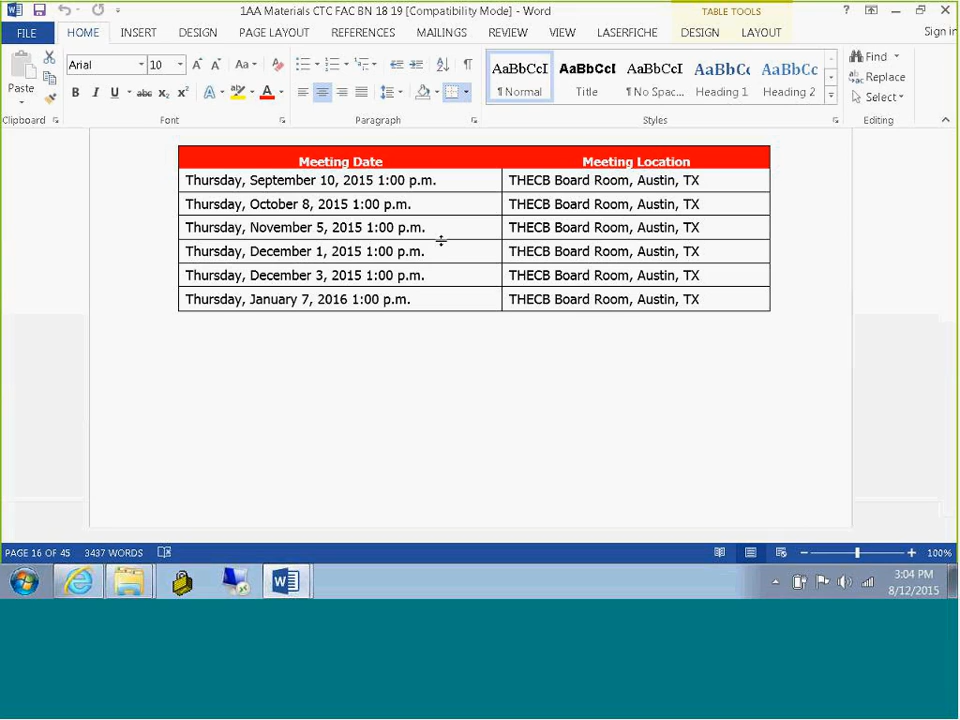 1AA Materials CTC FAC BN 18 19 [Compatibility Mode] - Word
TABLE TOOLS
FILE HOME INSERT DESIGN PAGE LAYOUT REFERENCES MAILINGS REVIEW VIEW LASERFICHE DESIGN LAYOUT Sign in
Arial 10
Paste
AaBbCcI AaBbCcI AaBbCcI AaBbCc AaBbCc
¶ Normal Title ¶ No Spac... Heading 1 Heading 2
Find
Replace
Select
Clipboard Font Paragraph Styles Editing
Meeting Date Meeting Location
Thursday, September 10, 2015 1:00 p.m. THECB Board Room, Austin, TX
Thursday, October 8, 2015 1:00 p.m. THECB Board Room, Austin, TX
Thursday, November 5, 2015 1:00 p.m. THECB Board Room, Austin, TX
Thursday, December 1, 2015 1:00 p.m. THECB Board Room, Austin, TX
Thursday, December 3, 2015 1:00 p.m. THECB Board Room, Austin, TX
Thursday, January 7, 2016 1:00 p.m. THECB Board Room, Austin, TX
PAGE 16 OF 45 3437 WORDS 100%
3:04 PM
8/12/2015